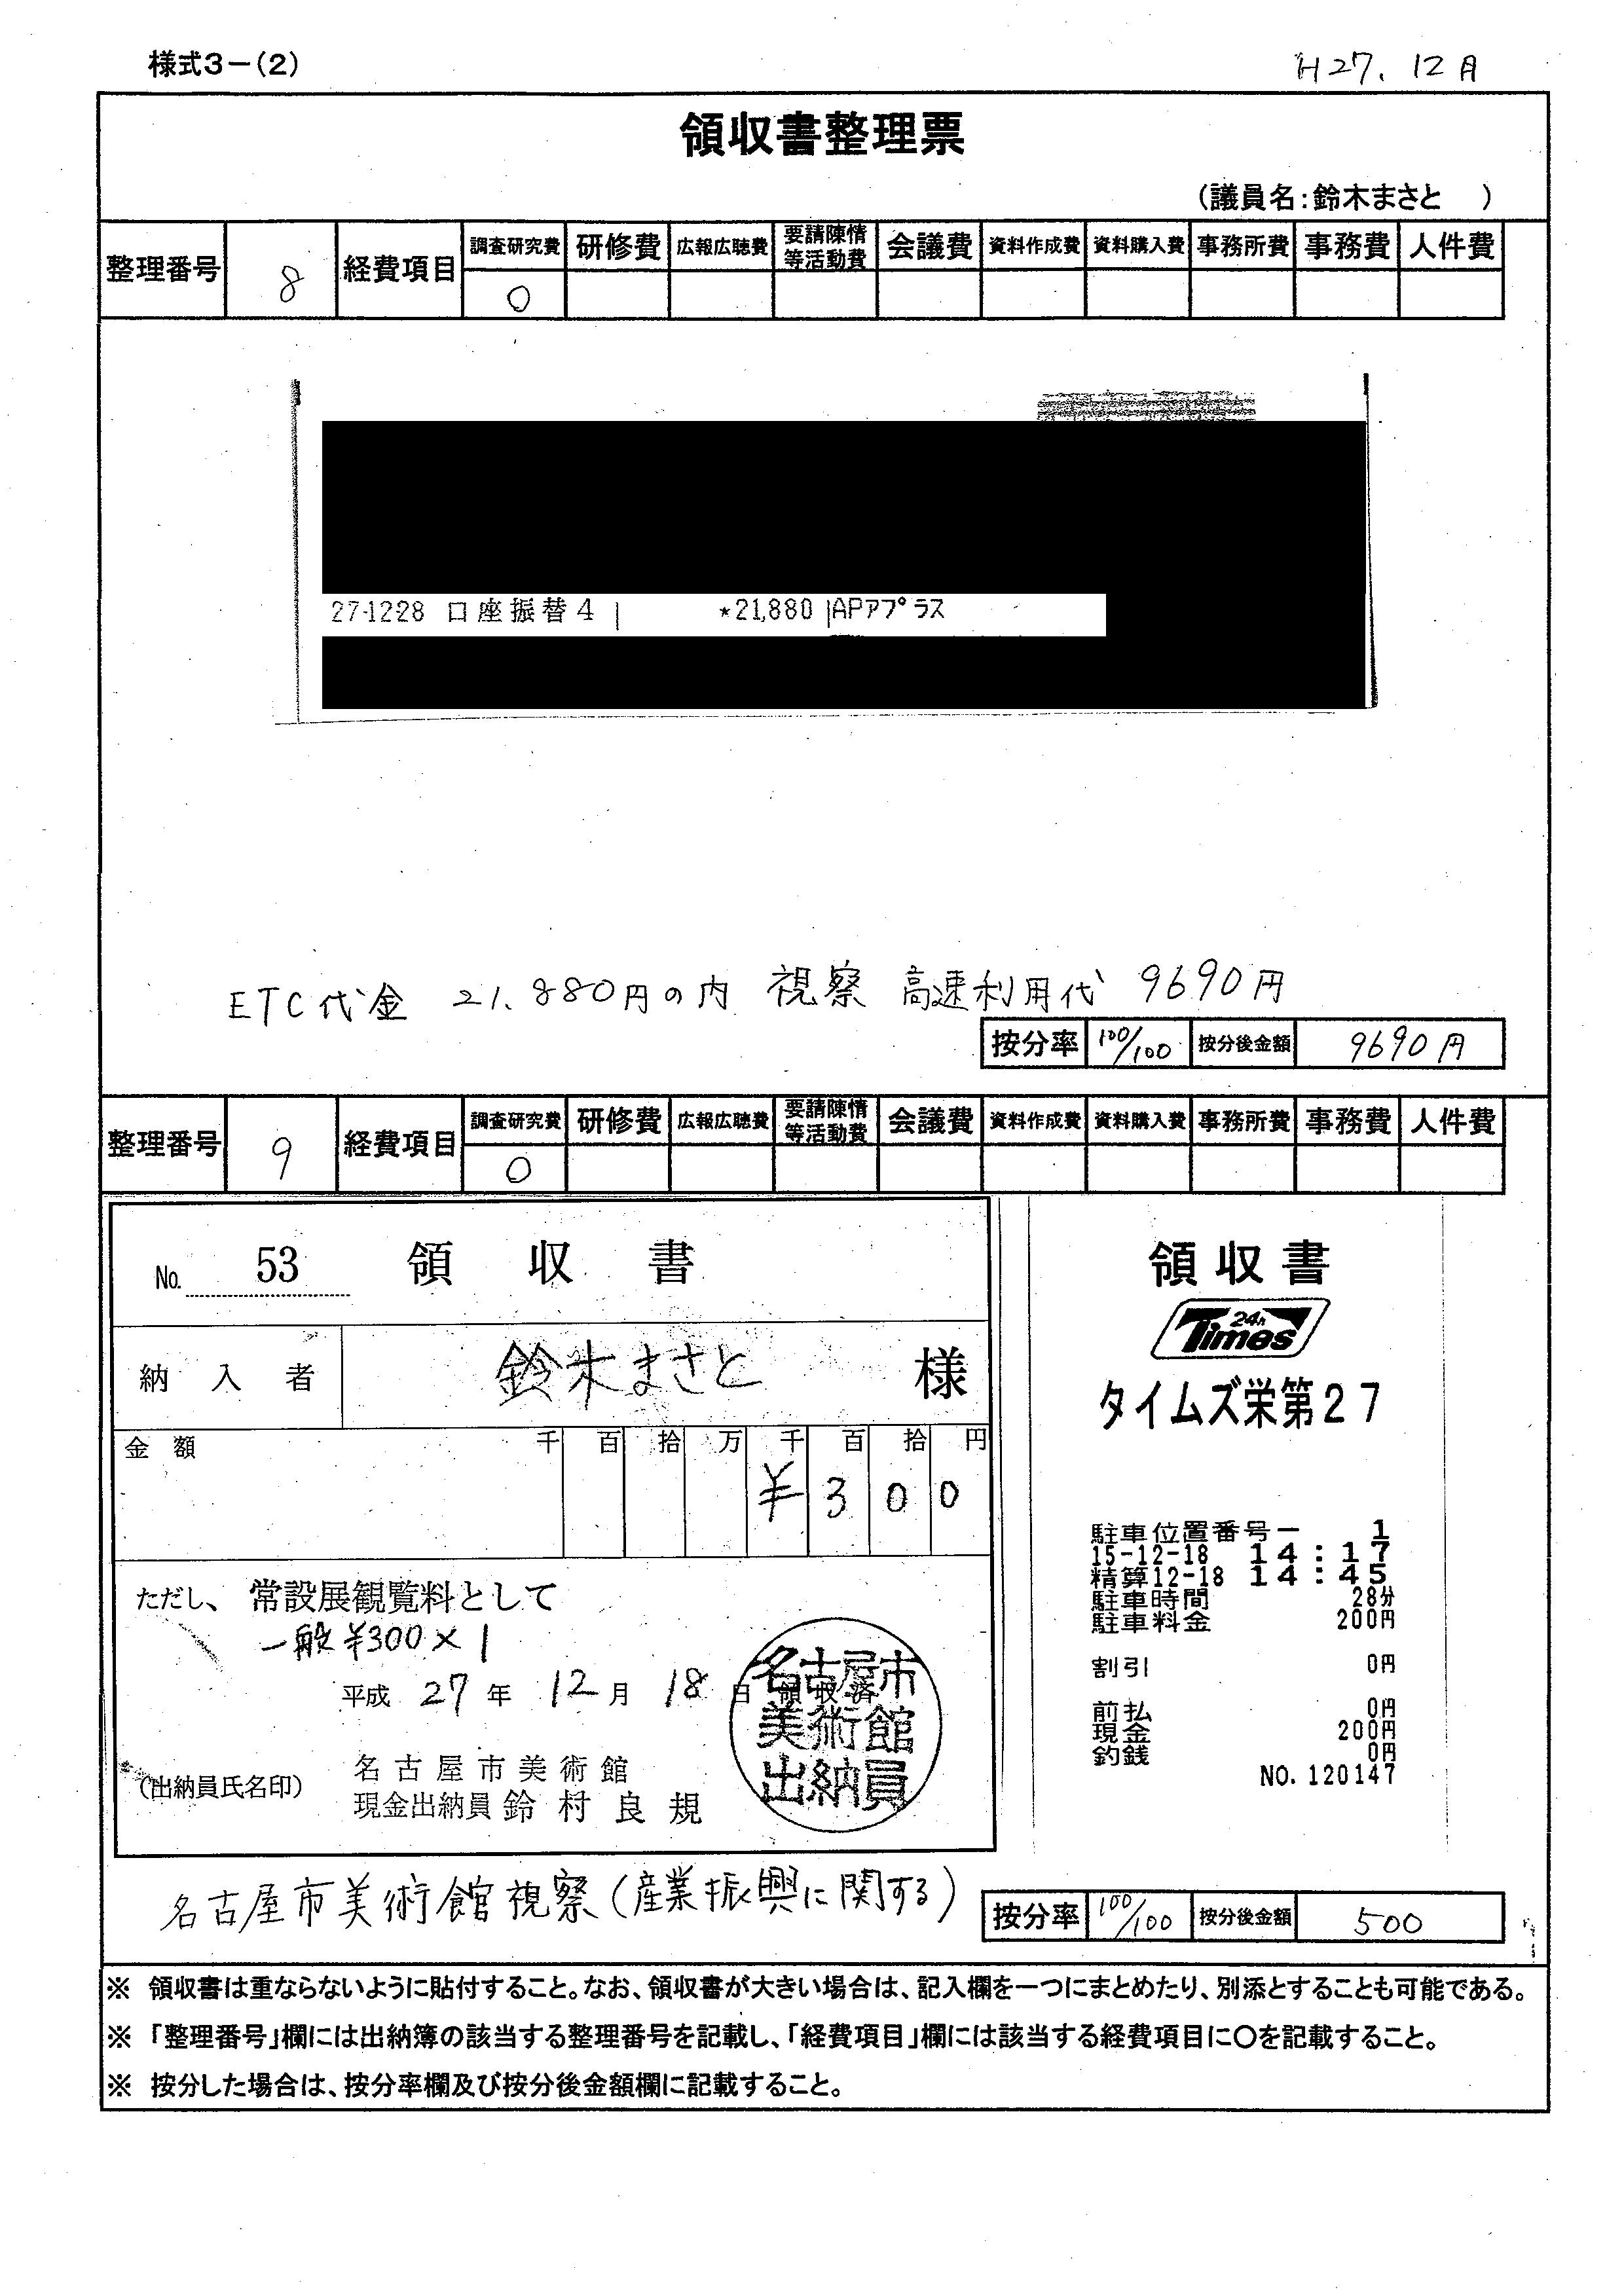 様式3－(2)
H27. 12月
領収書整理票
(議員名:鈴木まさと　)
整理番号 8 経費項目 調査研究費 研修費 広報広聴費 要請陳情等活動費 会議費 資料作成費 資料購入費 事務所費 事務費 人件費
○
27-1228 口座振替4 *21,880 APアプラス
ETC代金 21.880円の内 視察 高速利用代 9690円
按分率 100/100 按分後金額 9690円
整理番号 9 経費項目 調査研究費 研修費 広報広聴費 要請陳情等活動費 会議費 資料作成費 資料購入費 事務所費 事務費 人件費
○
No. 53 領収書
納入者 鈴木まさと 様
金額 千 百 拾 万 千 百 拾 円
¥ 3 0 0
ただし、常設展観覧料として
一般 ¥300×1
平成 27 年 12 月 18 日 領収済
(出納員氏名印)
名古屋市美術館
現金出納員 鈴村良規
名古屋市
美術館
出納員
領収書
24h Times
タイムズ栄第27
駐車位置番号－ 1
15-12-18 14:17
精算12-18 14:45
駐車時間 28分
駐車料金 200円
割引 0円
前払 0円
現金 200円
釣銭 0円
NO. 120147
名古屋市美術館視察(産業振興に関する)
按分率 100/100 按分後金額 500
※ 領収書は重ならないように貼付すること。なお、領収書が大きい場合は、記入欄を一つにまとめたり、別添とすることも可能である。
※ 「整理番号」欄には出納簿の該当する整理番号を記載し、「経費項目」欄には該当する経費項目に○を記載すること。
※ 按分した場合は、按分率欄及び按分後金額欄に記載すること。